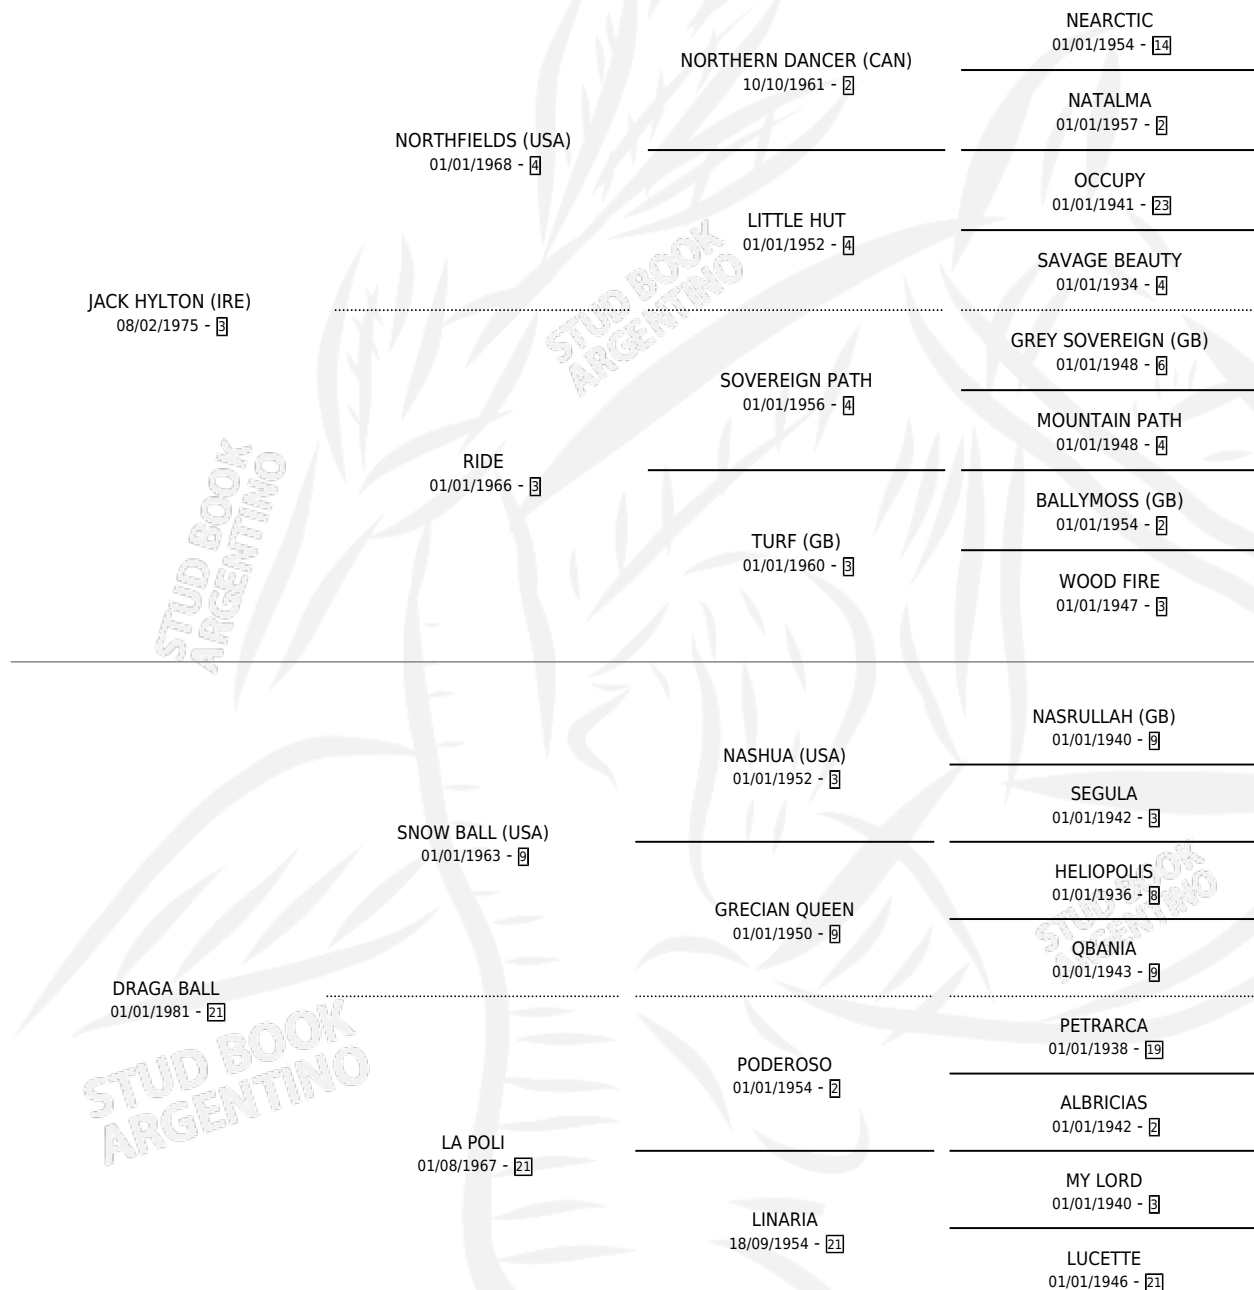 NEARCTIC
01/01/1954 - 14
NORTHERN DANCER (CAN)
10/10/1961 - 2
NATALMA
01/01/1957 - 2
NORTHFIELDS (USA)
01/01/1968 - 4
OCCUPY
01/01/1941 - 23
LITTLE HUT
01/01/1952 - 4
SAVAGE BEAUTY
01/01/1934 - 4
JACK HYLTON (IRE)
08/02/1975 - 3
STUD BOOK
ARGENTINO
GREY SOVEREIGN (GB)
01/01/1948 - 6
SOVEREIGN PATH
01/01/1956 - 4
MOUNTAIN PATH
01/01/1948 - 4
RIDE
01/01/1966 - 3
BALLYMOSS (GB)
01/01/1954 - 2
TURF (GB)
01/01/1960 - 3
WOOD FIRE
01/01/1947 - 3
STUD BOOK
ARGENTINO
NASRULLAH (GB)
01/01/1940 - 9
NASHUA (USA)
01/01/1952 - 3
SEGULA
01/01/1942 - 3
SNOW BALL (USA)
01/01/1963 - 9
HELIOPOLIS
01/01/1936 - 8
GRECIAN QUEEN
01/01/1950 - 9
STUD BOOK
ARGENTINO
QBANIA
01/01/1943 - 9
DRAGA BALL
01/01/1981 - 21
PETRARCA
01/01/1938 - 19
STUD BOOK
ARGENTINO
PODEROSO
01/01/1954 - 2
ALBRICIAS
01/01/1942 - 2
LA POLI
01/08/1967 - 21
MY LORD
01/01/1940 - 3
LINARIA
18/09/1954 - 21
LUCETTE
01/01/1946 - 21